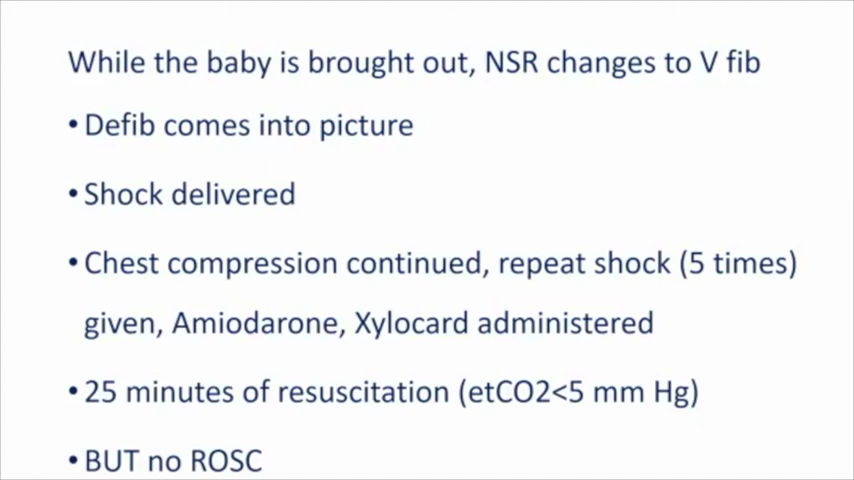 While the baby is brought out, NSR changes to V fib
• Defib comes into picture
• Shock delivered
• Chest compression continued, repeat shock (5 times)
given, Amiodarone, Xylocard administered
• 25 minutes of resuscitation (etCO2<5 mm Hg)
• BUT no ROSC